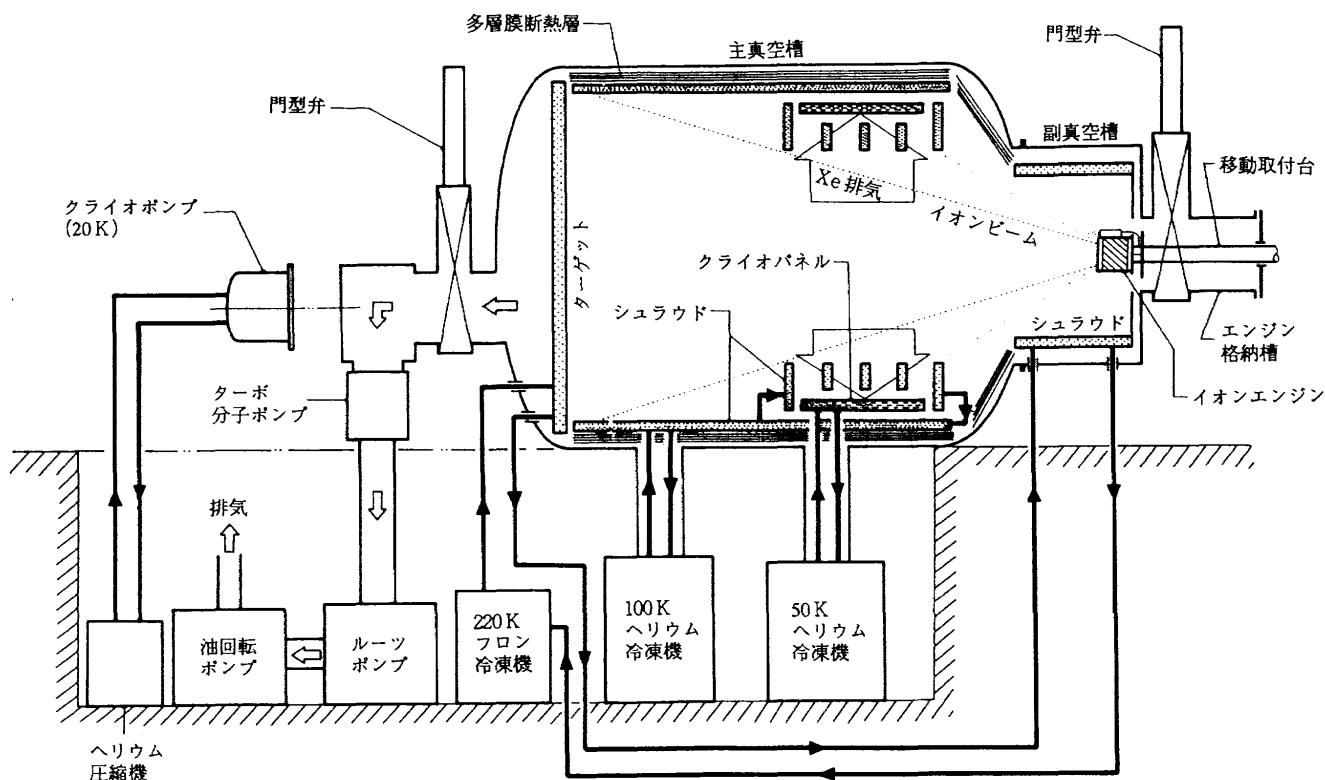 多層膜断熱層
主真空槽
門型弁
門型弁
副真空槽
移動取付台
クライオポンプ
(20K)
Xe排気
イオンビーム
ターゲット
クライオパネル
シュラウド
シュラウド
エンジン
格納槽
ターボ
分子ポンプ
イオンエンジン
排気
220K
フロン
冷凍機
100K
ヘリウム
冷凍機
50K
ヘリウム
冷凍機
油回転
ポンプ
ルーツ
ポンプ
ヘリウム
圧縮機